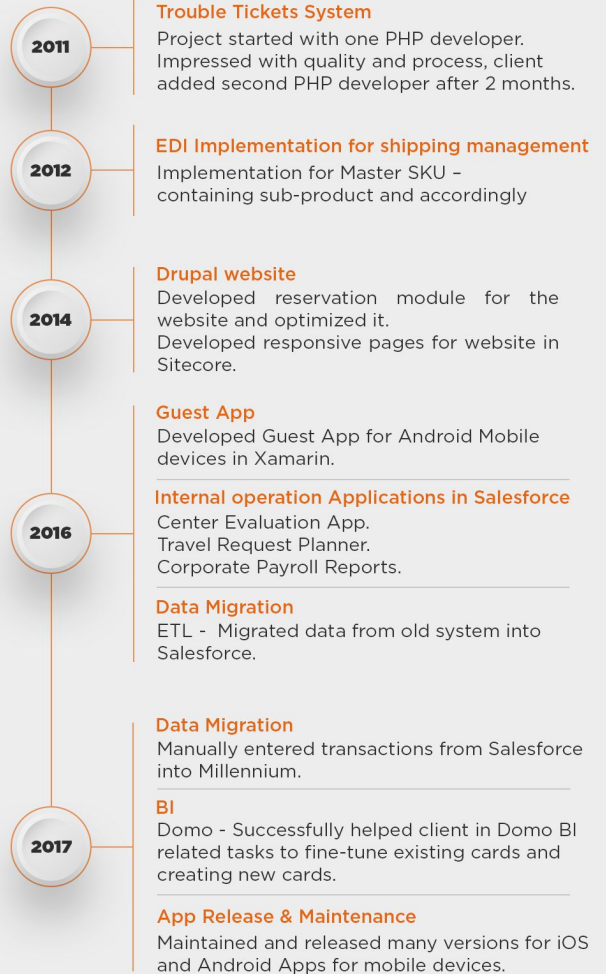 Trouble Tickets System
2011
Project started with one PHP developer.
Impressed with quality and process, client
added second PHP developer after 2 months.
EDI Implementation for shipping management
2012
Implementation for Master SKU –
containing sub-product and accordingly
Drupal website
Developed reservation module for the
2014
website and optimized it.
Developed responsive pages for website in
Sitecore.
Guest App
Developed Guest App for Android Mobile
devices in Xamarin.
Internal operation Applications in Salesforce
2016
Center Evaluation App.
Travel Request Planner.
Corporate Payroll Reports.
Data Migration
ETL - Migrated data from old system into
Salesforce.
Data Migration
Manually entered transactions from Salesforce
into Millennium.
BI
2017
Domo - Successfully helped client in Domo BI
related tasks to fine-tune existing cards and
creating new cards.
App Release & Maintenance
Maintained and released many versions for iOS
and Android Apps for mobile devices.